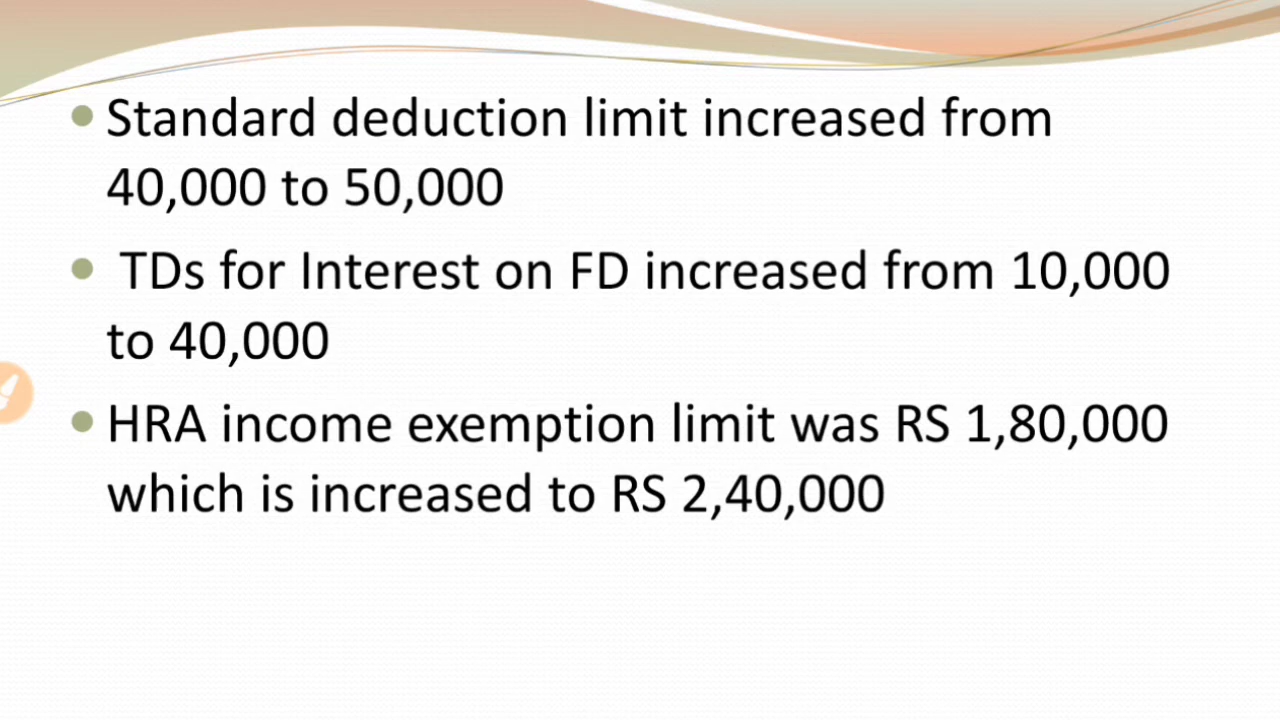 Standard deduction limit increased from
40,000 to 50,000
TDs for Interest on FD increased from 10,000
to 40,000
HRA income exemption limit was RS 1,80,000
which is increased to RS 2,40,000